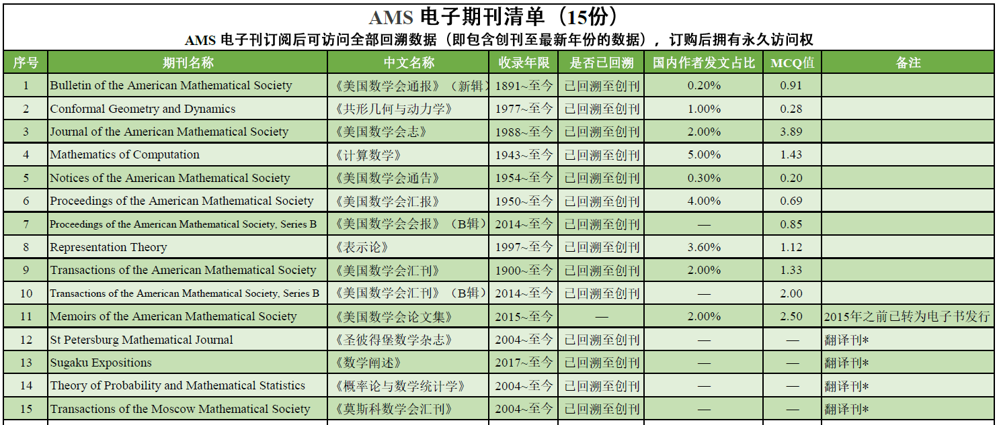 AMS 电子期刊清单（15份）
AMS 电子刊订阅后可访问全部回溯数据（即包含创刊至最新年份的数据），订购后拥有永久访问权
序号 期刊名称 中文名称 收录年限 是否已回溯 国内作者发文占比 MCQ值 备注
1 Bulletin of the American Mathematical Society 《美国数学会通报》（新辑） 1891~至今 已回溯至创刊 0.20% 0.91
2 Conformal Geometry and Dynamics 《共形几何与动力学》 1977~至今 已回溯至创刊 1.00% 0.28
3 Journal of the American Mathematical Society 《美国数学会志》 1988~至今 已回溯至创刊 2.00% 3.89
4 Mathematics of Computation 《计算数学》 1943~至今 已回溯至创刊 5.00% 1.43
5 Notices of the American Mathematical Society 《美国数学会通告》 1954~至今 已回溯至创刊 0.30% 0.20
6 Proceedings of the American Mathematical Society 《美国数学会汇报》 1950~至今 已回溯至创刊 4.00% 0.69
7 Proceedings of the American Mathematical Society, Series B 《美国数学会会报》（B辑） 2014~至今 已回溯至创刊 — 0.85
8 Representation Theory 《表示论》 1997~至今 已回溯至创刊 3.60% 1.12
9 Transactions of the American Mathematical Society 《美国数学会汇刊》 1900~至今 已回溯至创刊 2.00% 1.33
10 Transactions of the American Mathematical Society, Series B 《美国数学会汇刊》（B辑） 2014~至今 已回溯至创刊 — 2.00
11 Memoirs of the American Mathematical Society 《美国数学会论文集》 2015~至今 — 2.00% 2.50 2015年之前已转为电子书发行
12 St Petersburg Mathematical Journal 《圣彼得堡数学杂志》 2004~至今 已回溯至创刊 — — 翻译刊*
13 Sugaku Expositions 《数学阐述》 2017~至今 已回溯至创刊 — — 翻译刊*
14 Theory of Probability and Mathematical Statistics 《概率论与数学统计学》 2004~至今 已回溯至创刊 — — 翻译刊*
15 Transactions of the Moscow Mathematical Society 《莫斯科数学会汇刊》 2004~至今 已回溯至创刊 — — 翻译刊*